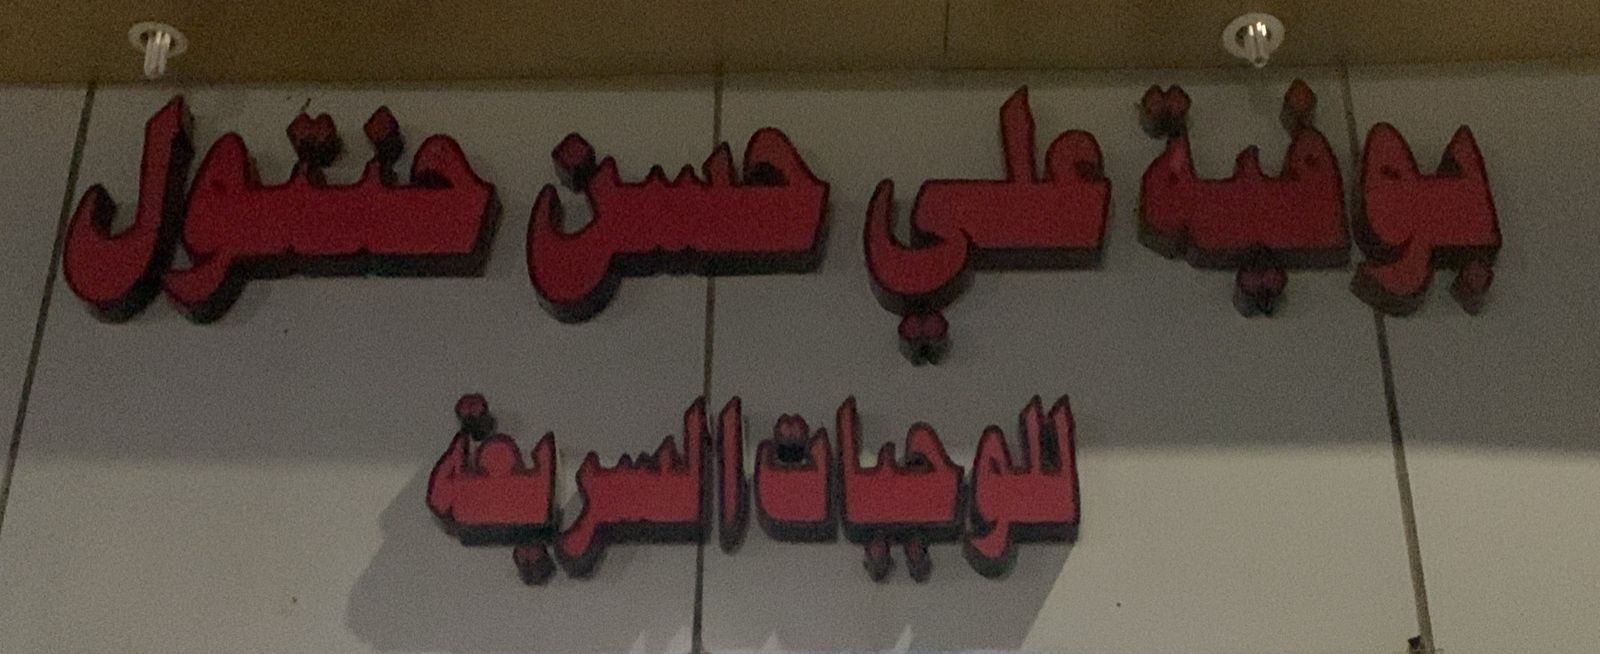 بوفية علي حسن حنتول
للوجبات السريعة